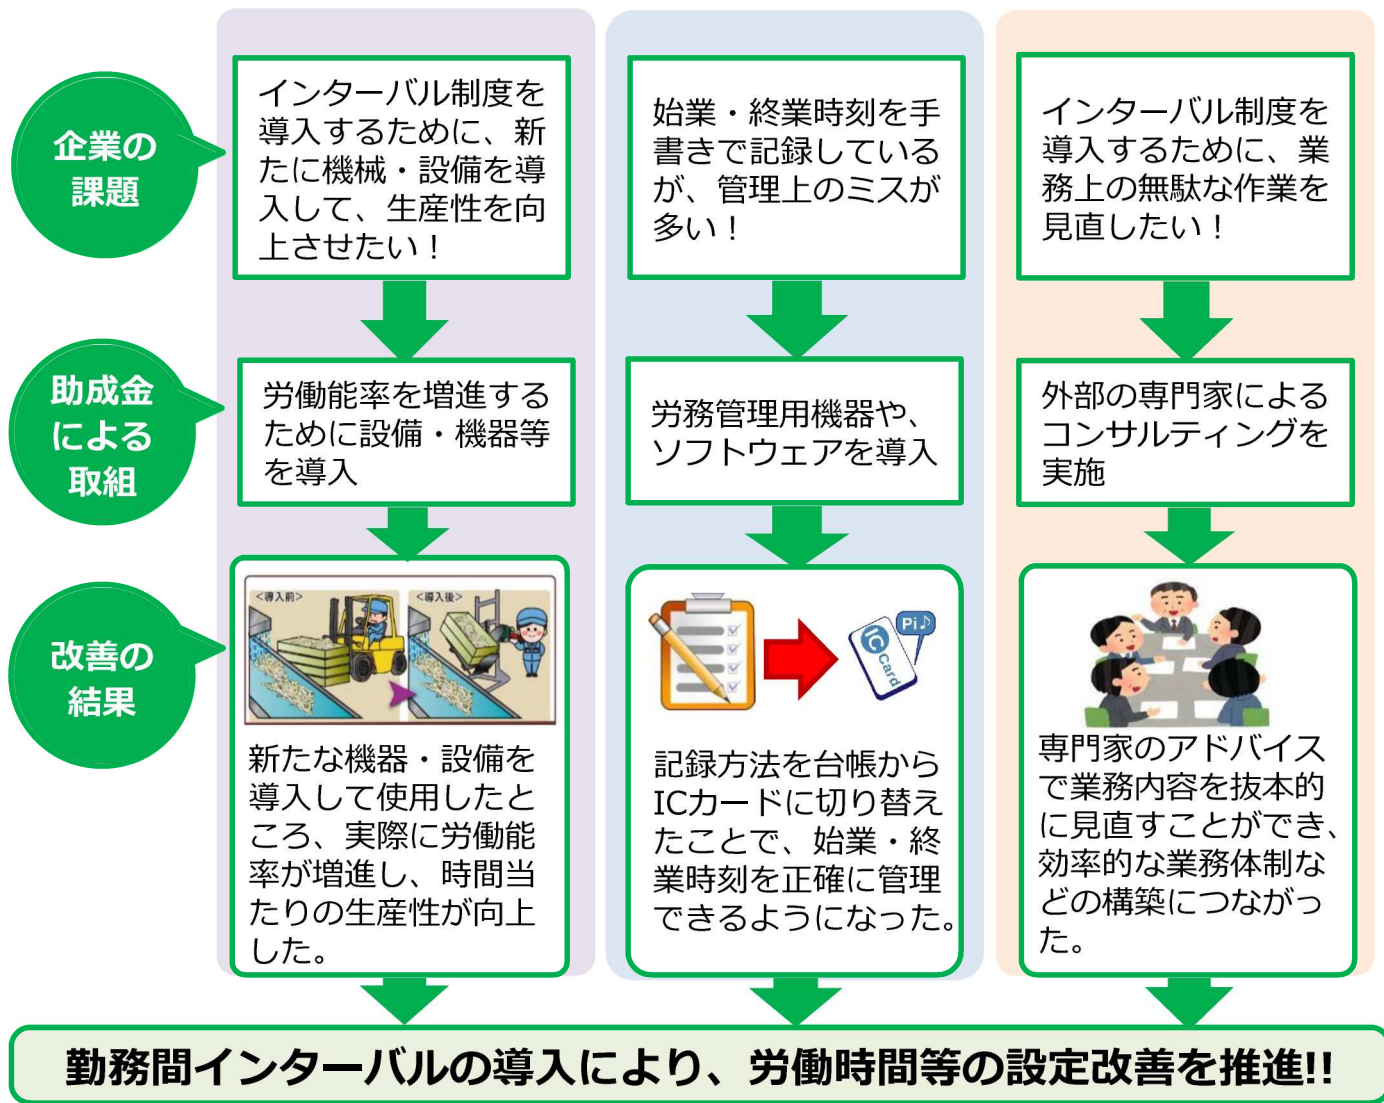 企業の
課題
インターバル制度を
導入するために、新
たに機械・設備を導
入して、生産性を向
上させたい！
始業・終業時刻を手
書きで記録している
が、管理上のミスが
多い！
インターバル制度を
導入するために、業
務上の無駄な作業を
見直したい！
助成金
による
取組
労働能率を増進する
ために設備・機器等
を導入
労務管理用機器や、
ソフトウェアを導入
外部の専門家による
コンサルティングを
実施
改善の
結果
<導入前>
<導入後>
新たな機器・設備を
導入して使用したと
ころ、実際に労働能
率が増進し、時間当
たりの生産性が向上
した。
IC
Card
Pi♪
記録方法を台帳から
ICカードに切り替え
たことで、始業・終
業時刻を正確に管理
できるようになった。
専門家のアドバイス
で業務内容を抜本的
に見直すことができ、
効率的な業務体制な
どの構築につながっ
た。
勤務間インターバルの導入により、労働時間等の設定改善を推進!!